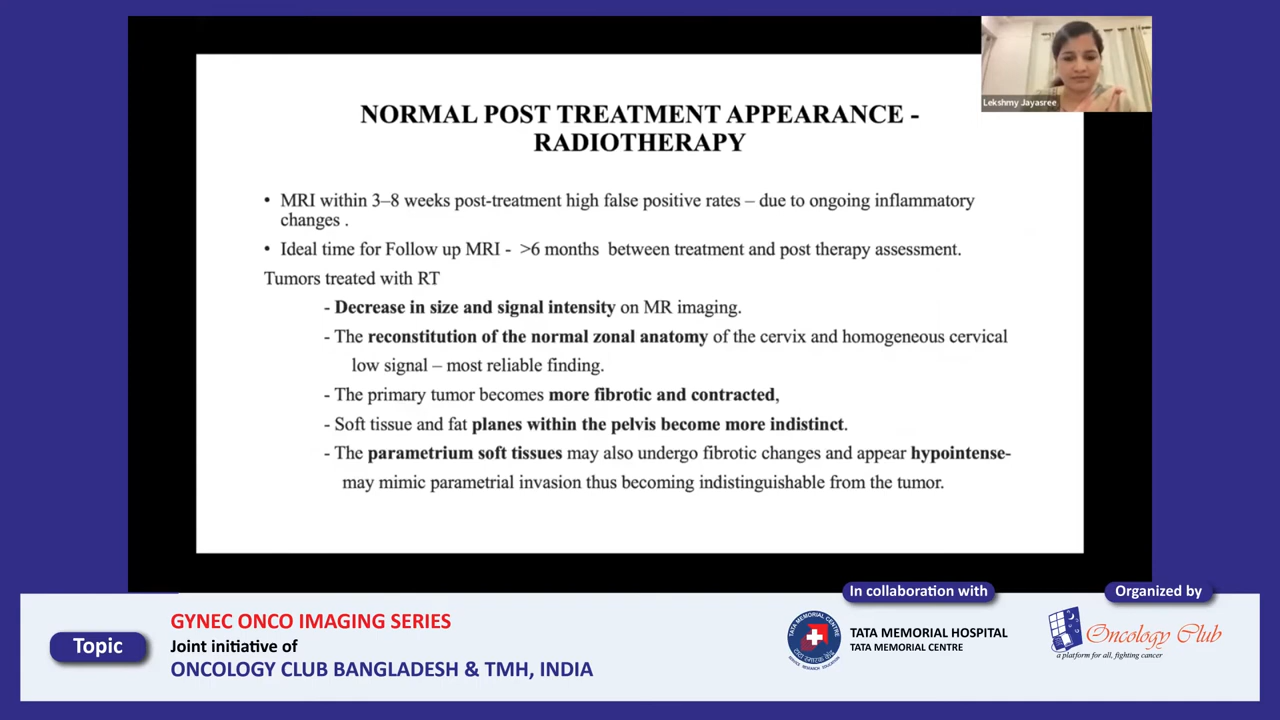 Lekshmy Jayasree
NORMAL POST TREATMENT APPEARANCE -
RADIOTHERAPY
• MRI within 3–8 weeks post-treatment high false positive rates – due to ongoing inflammatory
changes .
• Ideal time for Follow up MRI - >6 months between treatment and post therapy assessment.
Tumors treated with RT
- Decrease in size and signal intensity on MR imaging.
- The reconstitution of the normal zonal anatomy of the cervix and homogeneous cervical
low signal – most reliable finding.
- The primary tumor becomes more fibrotic and contracted,
- Soft tissue and fat planes within the pelvis become more indistinct.
- The parametrium soft tissues may also undergo fibrotic changes and appear hypointense-
may mimic parametrial invasion thus becoming indistinguishable from the tumor.
Topic
GYNEC ONCO IMAGING SERIES
Joint initiative of
ONCOLOGY CLUB BANGLADESH & TMH, INDIA
In collaboration with
TATA MEMORIAL CENTRE
TATA MEMORIAL HOSPITAL
TATA MEMORIAL CENTRE
Organized by
Oncology Club
a platform for all, fighting cancer